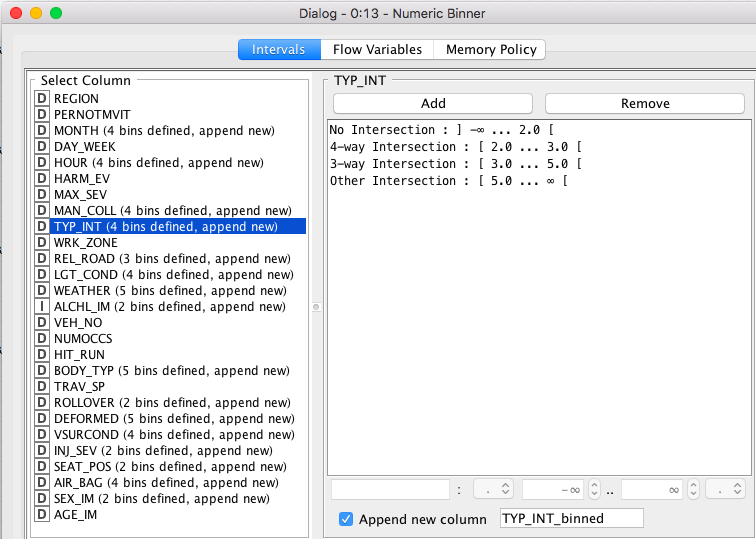 Dialog - 0:13 - Numeric Binner
Intervals Flow Variables Memory Policy
Select Column
D REGION
D PERNOTMVIT
D MONTH (4 bins defined, append new)
D DAY_WEEK
D HOUR (4 bins defined, append new)
D HARM_EV
D MAX_SEV
D MAN_COLL (4 bins defined, append new)
D TYP_INT (4 bins defined, append new)
D WRK_ZONE
D REL_ROAD (3 bins defined, append new)
D LGT_COND (4 bins defined, append new)
D WEATHER (5 bins defined, append new)
I ALCHL_IM (2 bins defined, append new)
D VEH_NO
D NUMOCCS
D HIT_RUN
D BODY_TYP (5 bins defined, append new)
D TRAV_SP
D ROLLOVER (2 bins defined, append new)
D DEFORMED (5 bins defined, append new)
D VSURCOND (4 bins defined, append new)
D INJ_SEV (2 bins defined, append new)
D SEAT_POS (2 bins defined, append new)
D AIR_BAG (4 bins defined, append new)
D SEX_IM (2 bins defined, append new)
D AGE_IM
TYP_INT
Add Remove
No Intersection : ] -∞ ... 2.0 [
4-way Intersection : [ 2.0 ... 3.0 [
3-way Intersection : [ 3.0 ... 5.0 [
Other Intersection : [ 5.0 ... ∞ [
: . -∞ .. ∞ .
Append new column TYP_INT_binned